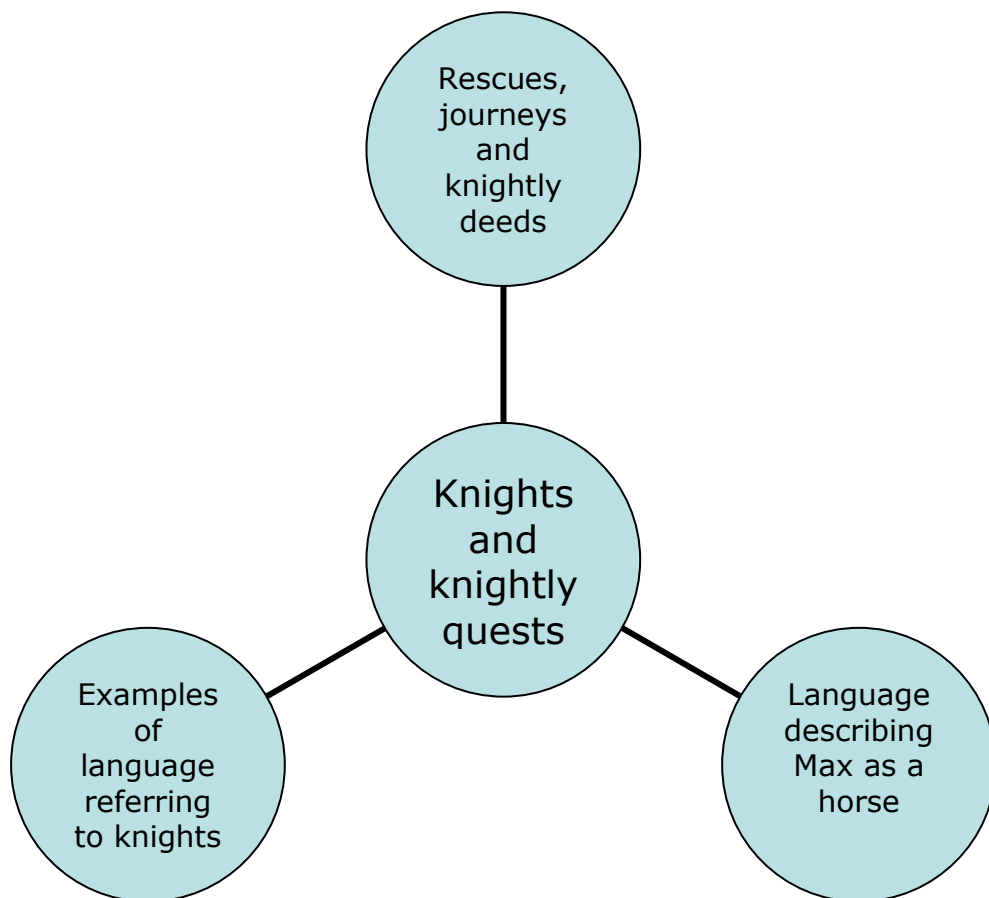 Rescues,
journeys
and
knightly
deeds
Knights
and
knightly
quests
Examples
of
language
referring
to knights
Language
describing
Max as a
horse